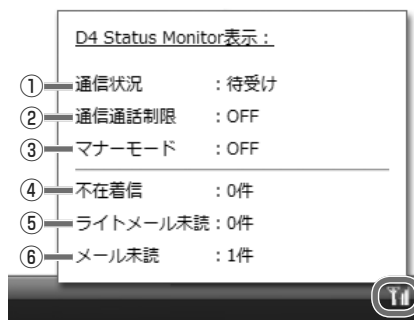 D4 Status Monitor表示：
① 通信状況 ：待受け
② 通信通話制限 ：OFF
③ マナーモード ：OFF
④ 不在着信 ：0件
⑤ ライトメール未読：0件
⑥ メール未読 ：1件